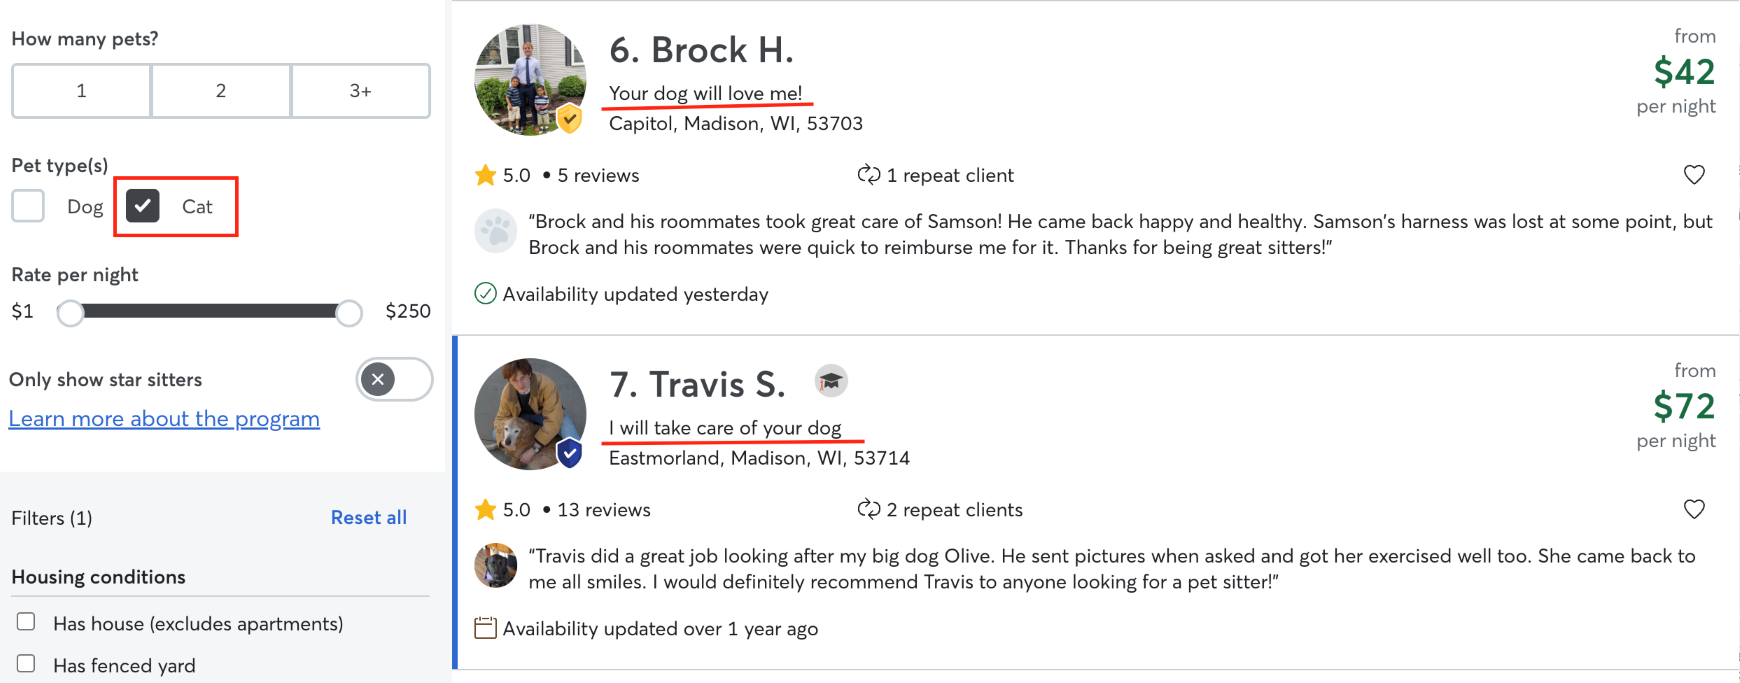 How many pets?
1
2
3+
Pet type(s)
Dog
Cat
Rate per night
$1
$250
Only show star sitters
Learn more about the program
Filters (1)
Reset all
Housing conditions
Has house (excludes apartments)
Has fenced yard
6. Brock H.
Your dog will love me!
Capitol, Madison, WI, 53703
from
$42
per night
5.0 • 5 reviews
1 repeat client
"Brock and his roommates took great care of Samson! He came back happy and healthy. Samson's harness was lost at some point, but
Brock and his roommates were quick to reimburse me for it. Thanks for being great sitters!"
Availability updated yesterday
7. Travis S.
I will take care of your dog
Eastmorland, Madison, WI, 53714
from
$72
per night
5.0 • 13 reviews
2 repeat clients
"Travis did a great job looking after my big dog Olive. He sent pictures when asked and got her exercised well too. She came back to
me all smiles. I would definitely recommend Travis to anyone looking for a pet sitter!"
Availability updated over 1 year ago